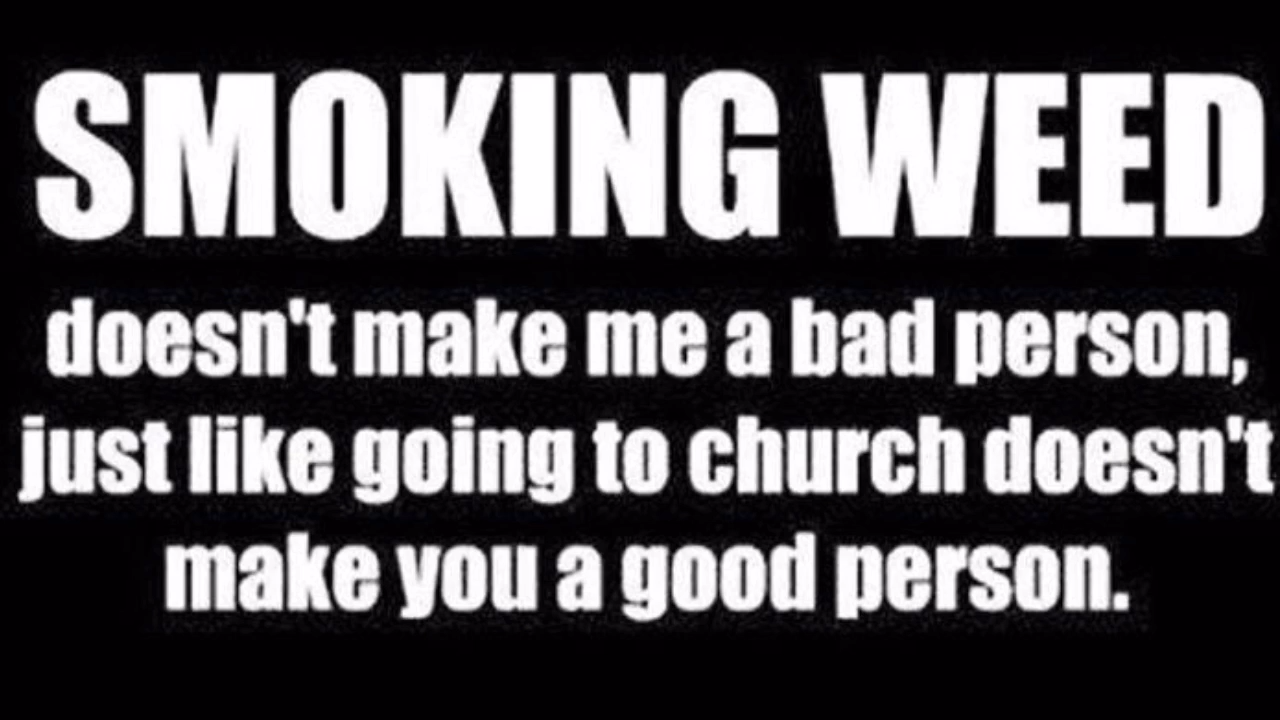 SMOKING WEED
doesn't make me a bad person,
just like going to church doesn't
make you a good person.